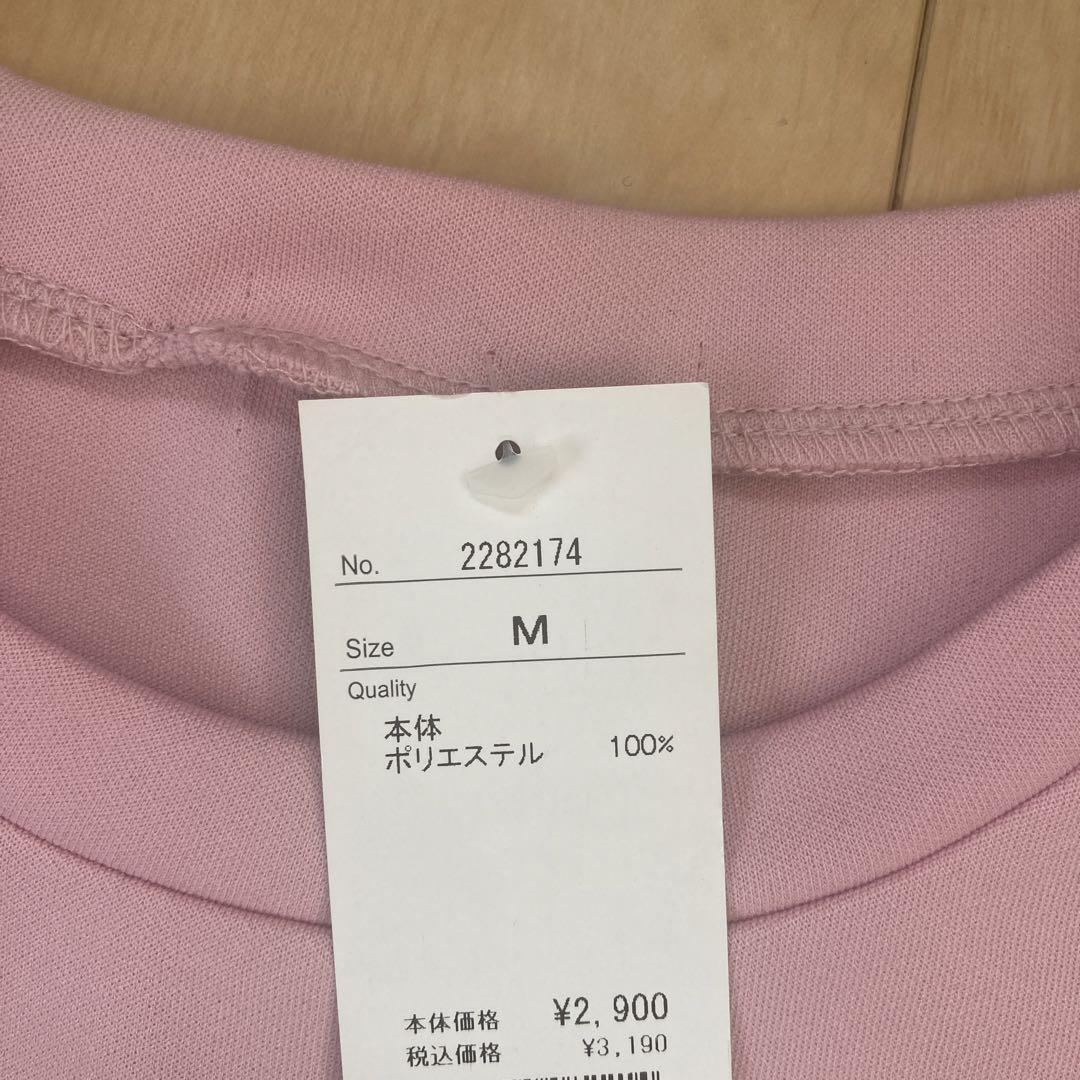 No. 2282174
Size M
Quality
本体
ポリエステル 100%
本体価格 ¥2,900
税込価格 ¥3,190